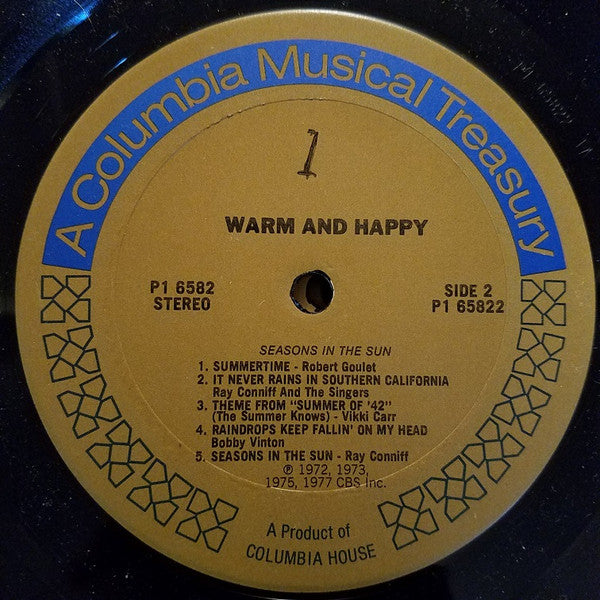 A Columbia Musical Treasury
1
WARM AND HAPPY
P1 6582
STEREO
SIDE 2
P1 65822
SEASONS IN THE SUN
1. SUMMERTIME - Robert Goulet
2. IT NEVER RAINS IN SOUTHERN CALIFORNIA
Ray Conniff And The Singers
3. THEME FROM "SUMMER OF '42"
(The Summer Knows) - Vikki Carr
4. RAINDROPS KEEP FALLIN' ON MY HEAD
Bobby Vinton
5. SEASONS IN THE SUN - Ray Conniff
℗ 1972, 1973,
1975, 1977 CBS Inc.
A Product of
COLUMBIA HOUSE